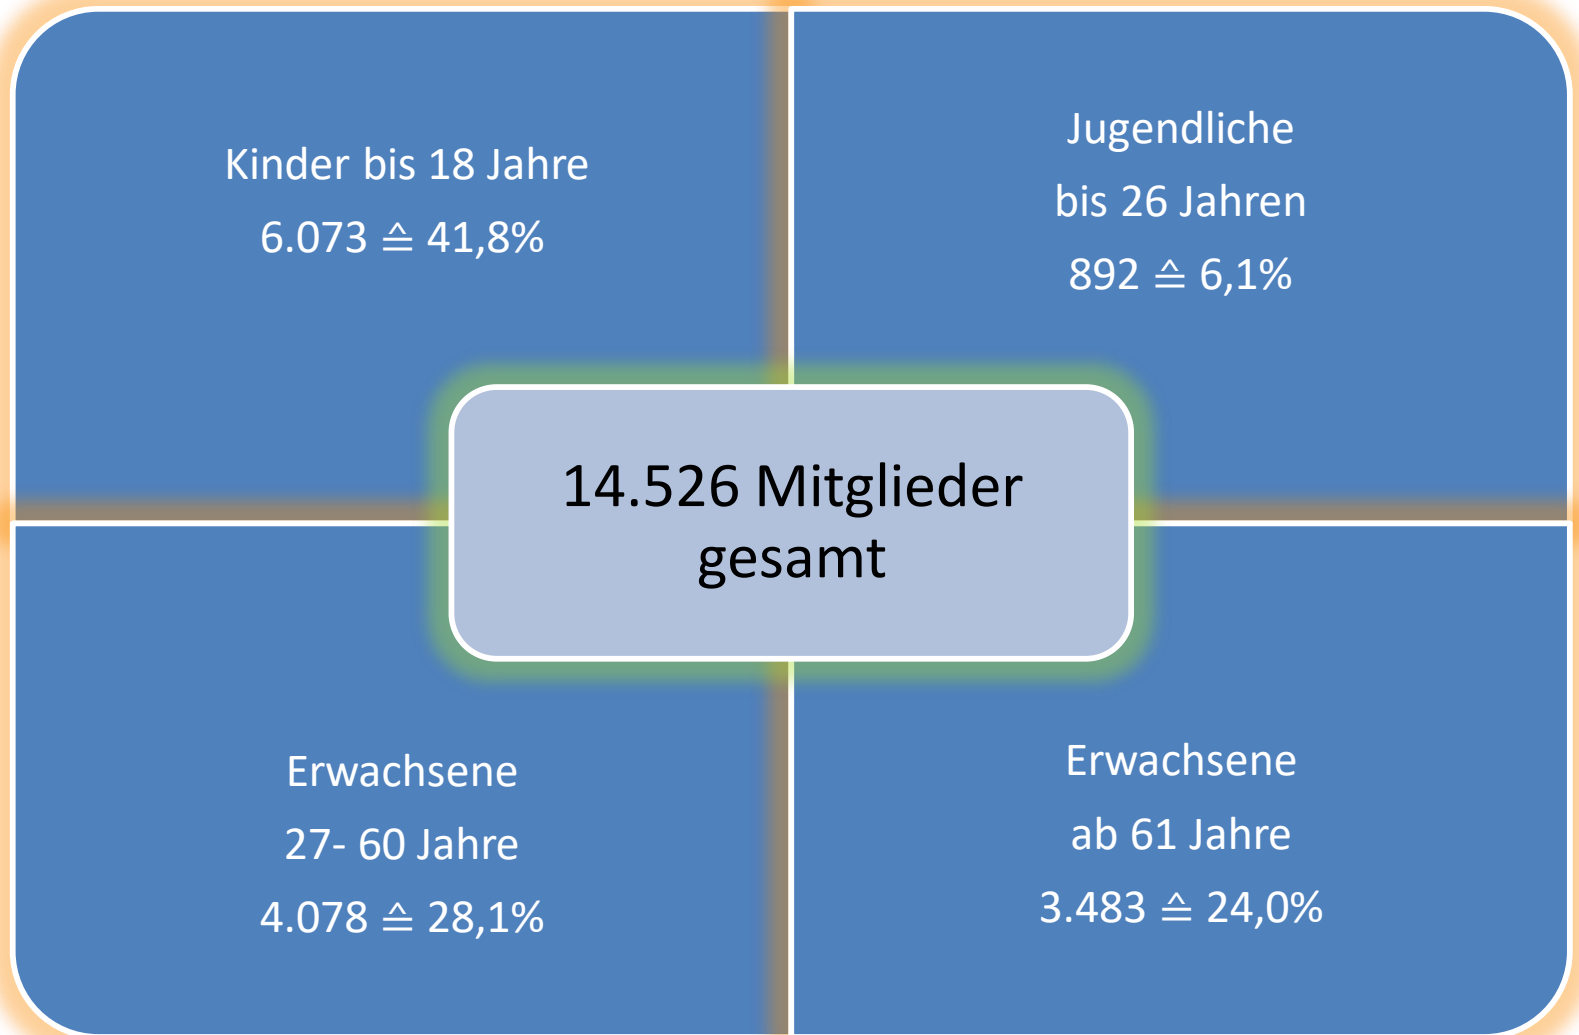 Kinder bis 18 Jahre
6.073 ≙ 41,8%
Jugendliche
bis 26 Jahren
892 ≙ 6,1%
14.526 Mitglieder
gesamt
Erwachsene
27- 60 Jahre
4.078 ≙ 28,1%
Erwachsene
ab 61 Jahre
3.483 ≙ 24,0%